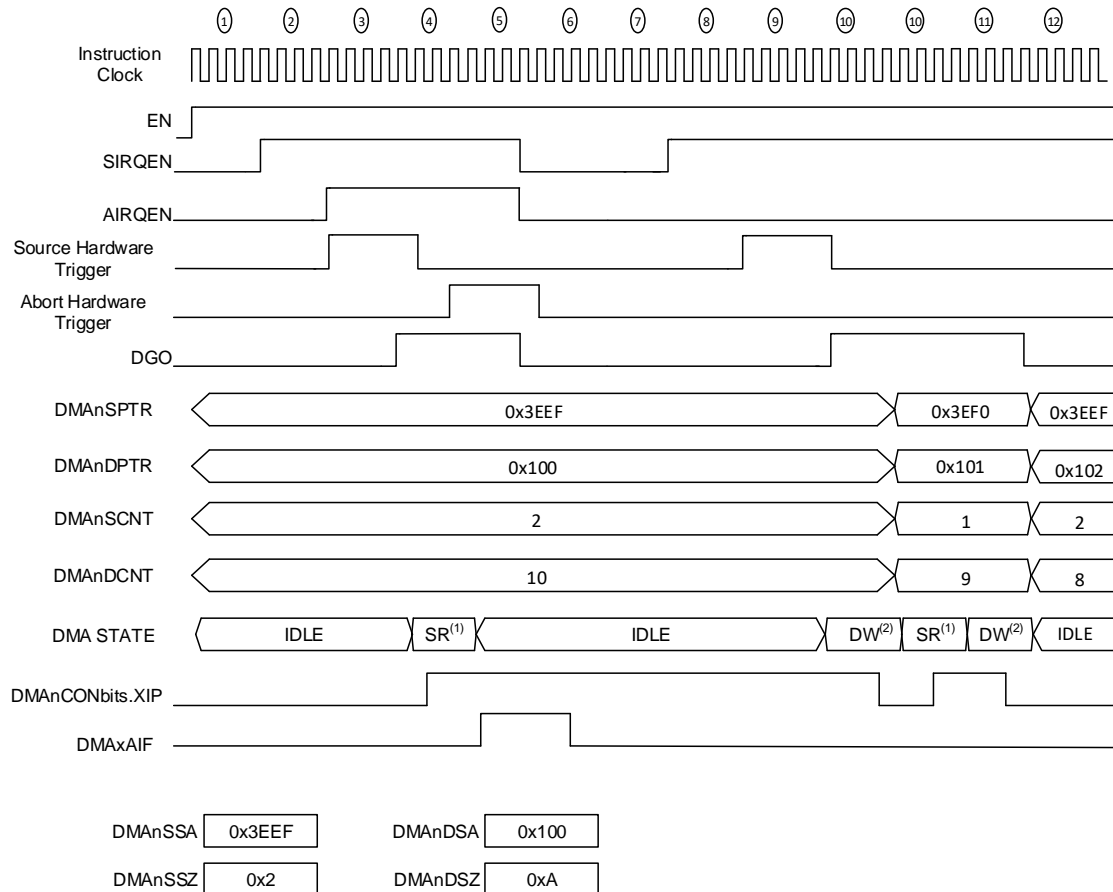 1 2 3 4 5 6 7 8 9 10 10 11 12
Instruction
Clock
EN
SIRQEN
AIRQEN
Source Hardware
Trigger
Abort Hardware
Trigger
DGO
DMAnSPTR 0x3EEF 0x3EF0 0x3EEF
DMAnDPTR 0x100 0x101 0x102
DMAnSCNT 2 1 2
DMAnDCNT 10 9 8
DMA STATE IDLE SR(1) IDLE DW(2) SR(1) DW(2) IDLE
DMAnCONbits.XIP
DMAxAIF
DMAnSSA 0x3EEF DMAnDSA 0x100
DMAnSSZ 0x2 DMAnDSZ 0xA